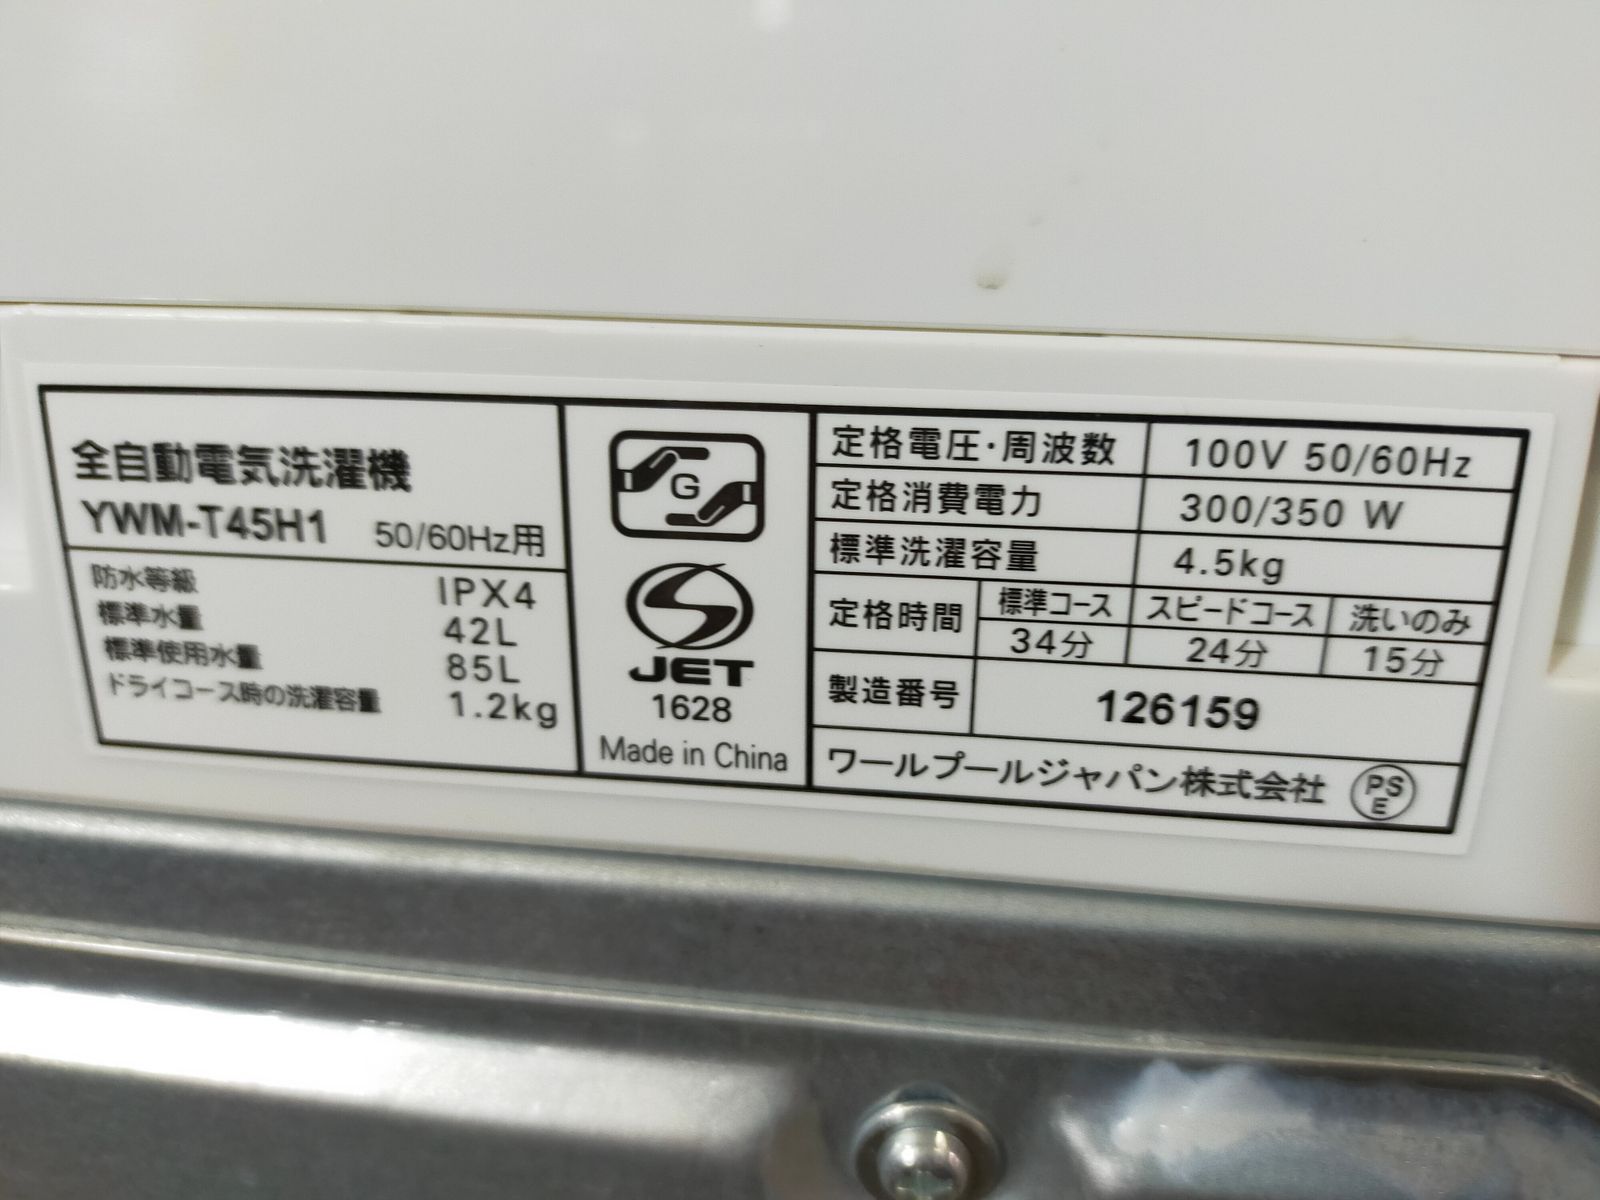 全自動電気洗濯機
YWM-T45H1 50/60Hz用
防水等級 IPX4
標準水量 42L
標準使用水量 85L
ドライコース時の洗濯容量 1.2kg
G
JET
1628
Made in China
定格電圧・周波数 100V 50/60Hz
定格消費電力 300/350 W
標準洗濯容量 4.5kg
定格時間 標準コース スピードコース 洗いのみ
34分 24分 15分
製造番号 126159
ワールプールジャパン株式会社 PSE